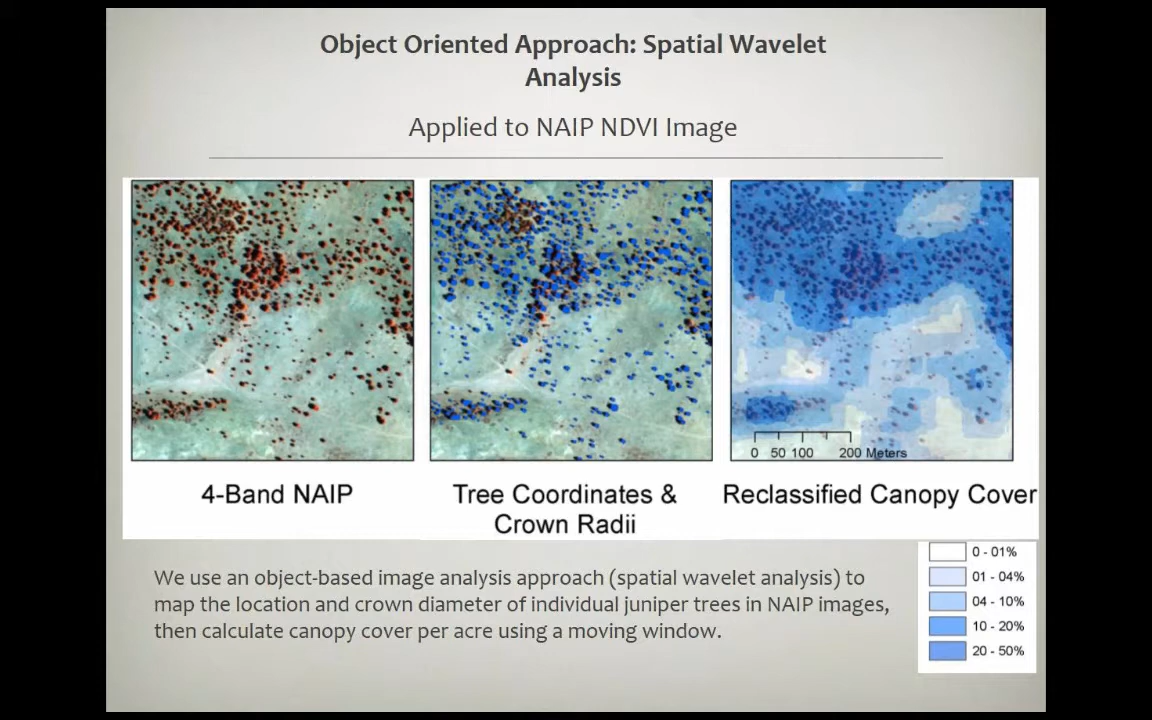 Object Oriented Approach: Spatial Wavelet
Analysis
Applied to NAIP NDVI Image
0 50 100 200 Meters
4-Band NAIP
Tree Coordinates &
Crown Radii
Reclassified Canopy Cover
0 - 01%
01 - 04%
04 - 10%
10 - 20%
20 - 50%
We use an object-based image analysis approach (spatial wavelet analysis) to
map the location and crown diameter of individual juniper trees in NAIP images,
then calculate canopy cover per acre using a moving window.